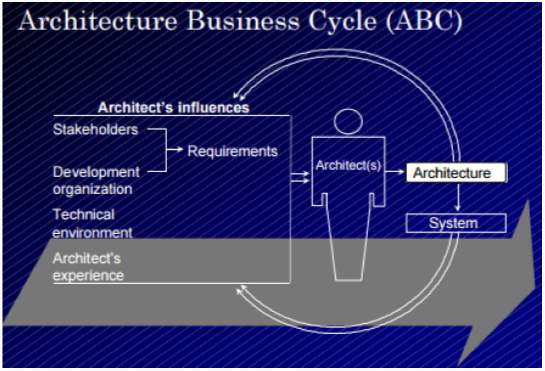 Architecture Business Cycle (ABC)
Architect's influences
Stakeholders
Requirements
Development
organization
Technical
environment
Architect's
experience
Architect(s)
Architecture
System